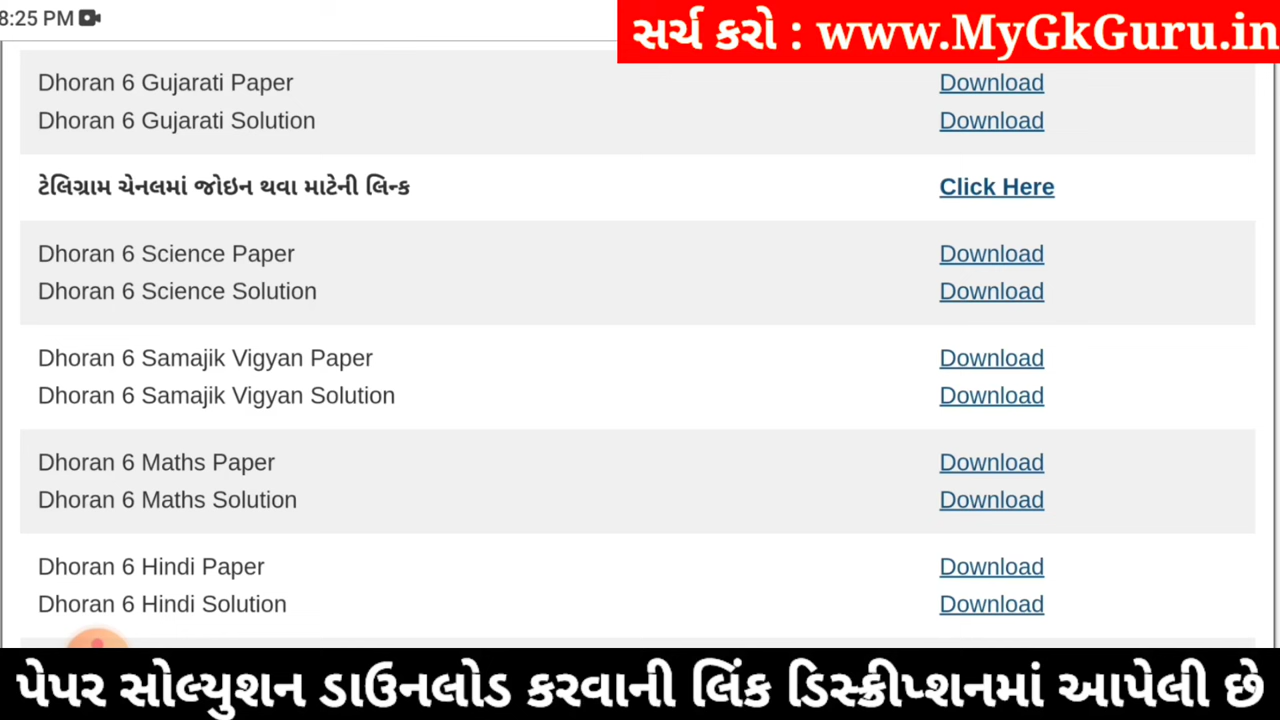 8:25 PM
સર્ચ કરો : www.MyGkGuru.in
Dhoran 6 Gujarati Paper Download
Dhoran 6 Gujarati Solution Download
ટેલિગ્રામ ચેનલમાં જોઇન થવા માટેની લિન્ક Click Here
Dhoran 6 Science Paper Download
Dhoran 6 Science Solution Download
Dhoran 6 Samajik Vigyan Paper Download
Dhoran 6 Samajik Vigyan Solution Download
Dhoran 6 Maths Paper Download
Dhoran 6 Maths Solution Download
Dhoran 6 Hindi Paper Download
Dhoran 6 Hindi Solution Download
પેપર સોલ્યુશન ડાઉનલોડ કરવાની લિંક ડિસ્ક્રીપ્શનમાં આપેલી છે